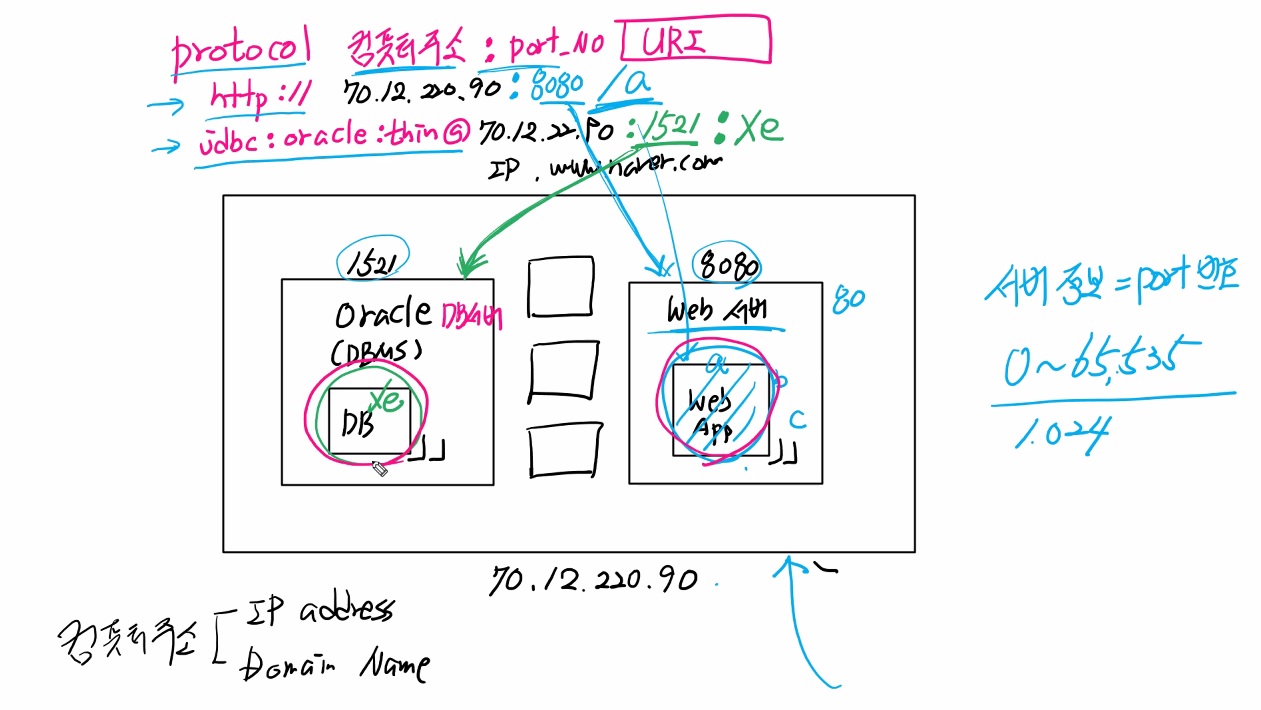 protocol 컴퓨터주소 : port_No URI
→ http:// 70.12.220.90 : 8080 /a
→ jdbc:oracle:thin@ 70.12.22.90 :1521 : Xe
IP . www.naver.com
1521
8080
Oracle DB서버
(DBMS)
Xe
DB
Web 서버
80
a
b
Web
App
c
서버 구분 = port 번호
0~65,535
1.024
70.12.220.90
컴퓨터주소
IP address
Domain Name